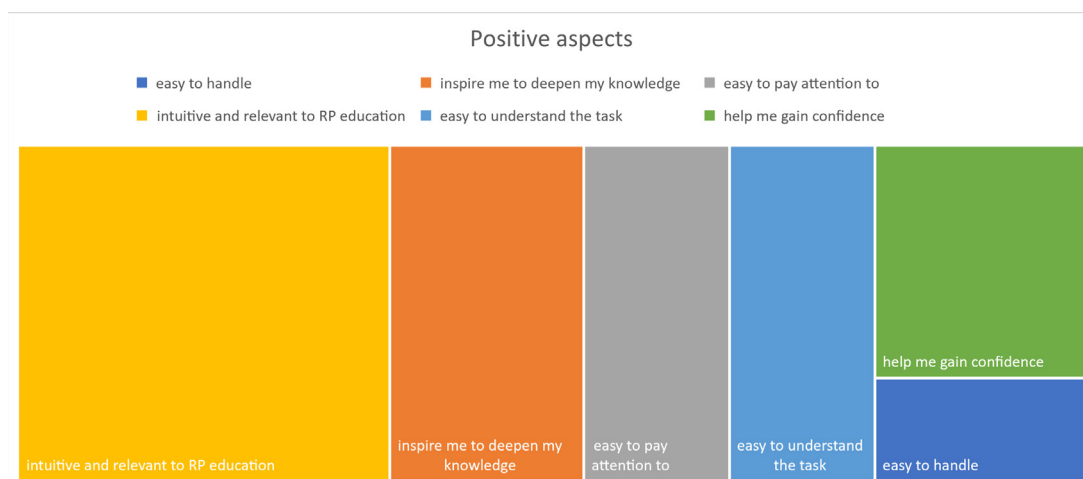 Positive aspects
easy to handle
inspire me to deepen my knowledge
easy to pay attention to
intuitive and relevant to RP education
easy to understand the task
help me gain confidence
intuitive and relevant to RP education
inspire me to deepen my
knowledge
easy to pay
attention to
easy to understand
the task
help me gain confidence
easy to handle